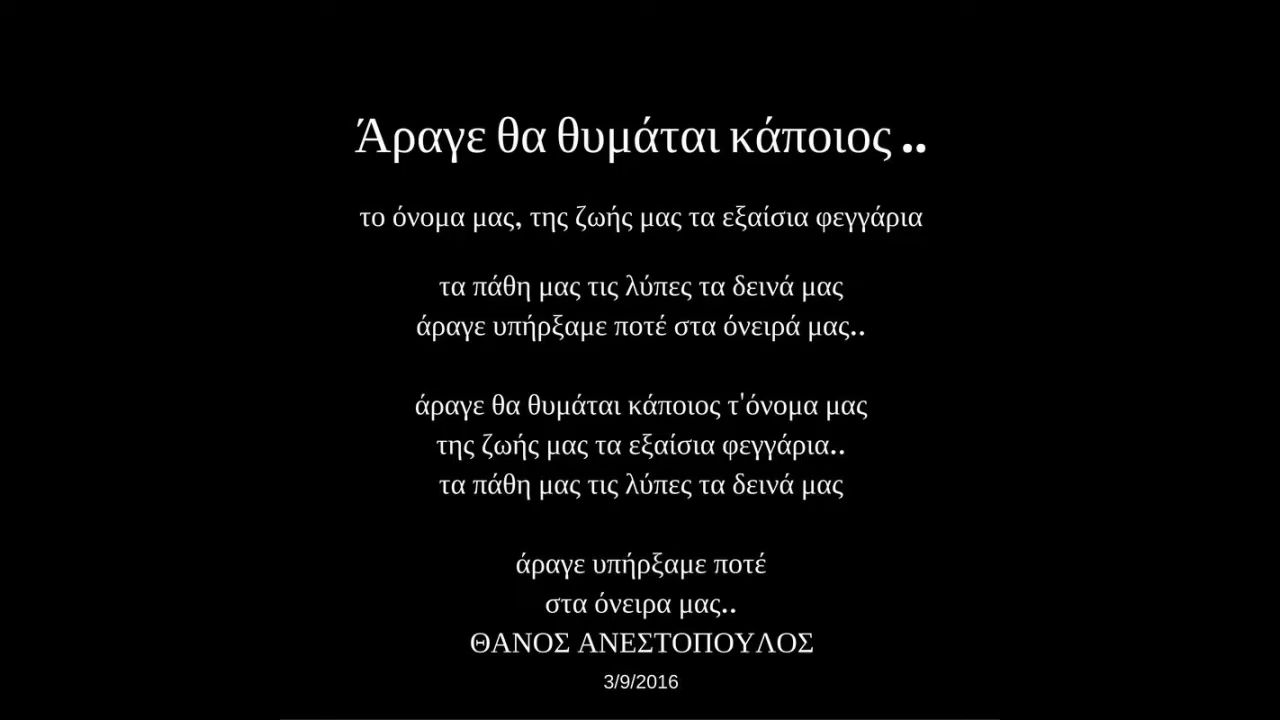 Άραγε θα θυμάται κάποιος ..
το όνομα μας, της ζωής μας τα εξαίσια φεγγάρια
τα πάθη μας τις λύπες τα δεινά μας
άραγε υπήρξαμε ποτέ στα όνειρά μας..
άραγε θα θυμάται κάποιος τ'όνομα μας
της ζωής μας τα εξαίσια φεγγάρια..
τα πάθη μας τις λύπες τα δεινά μας
άραγε υπήρξαμε ποτέ
στα όνειρα μας..
ΘΑΝΟΣ ΑΝΕΣΤΟΠΟΥΛΟΣ
3/9/2016